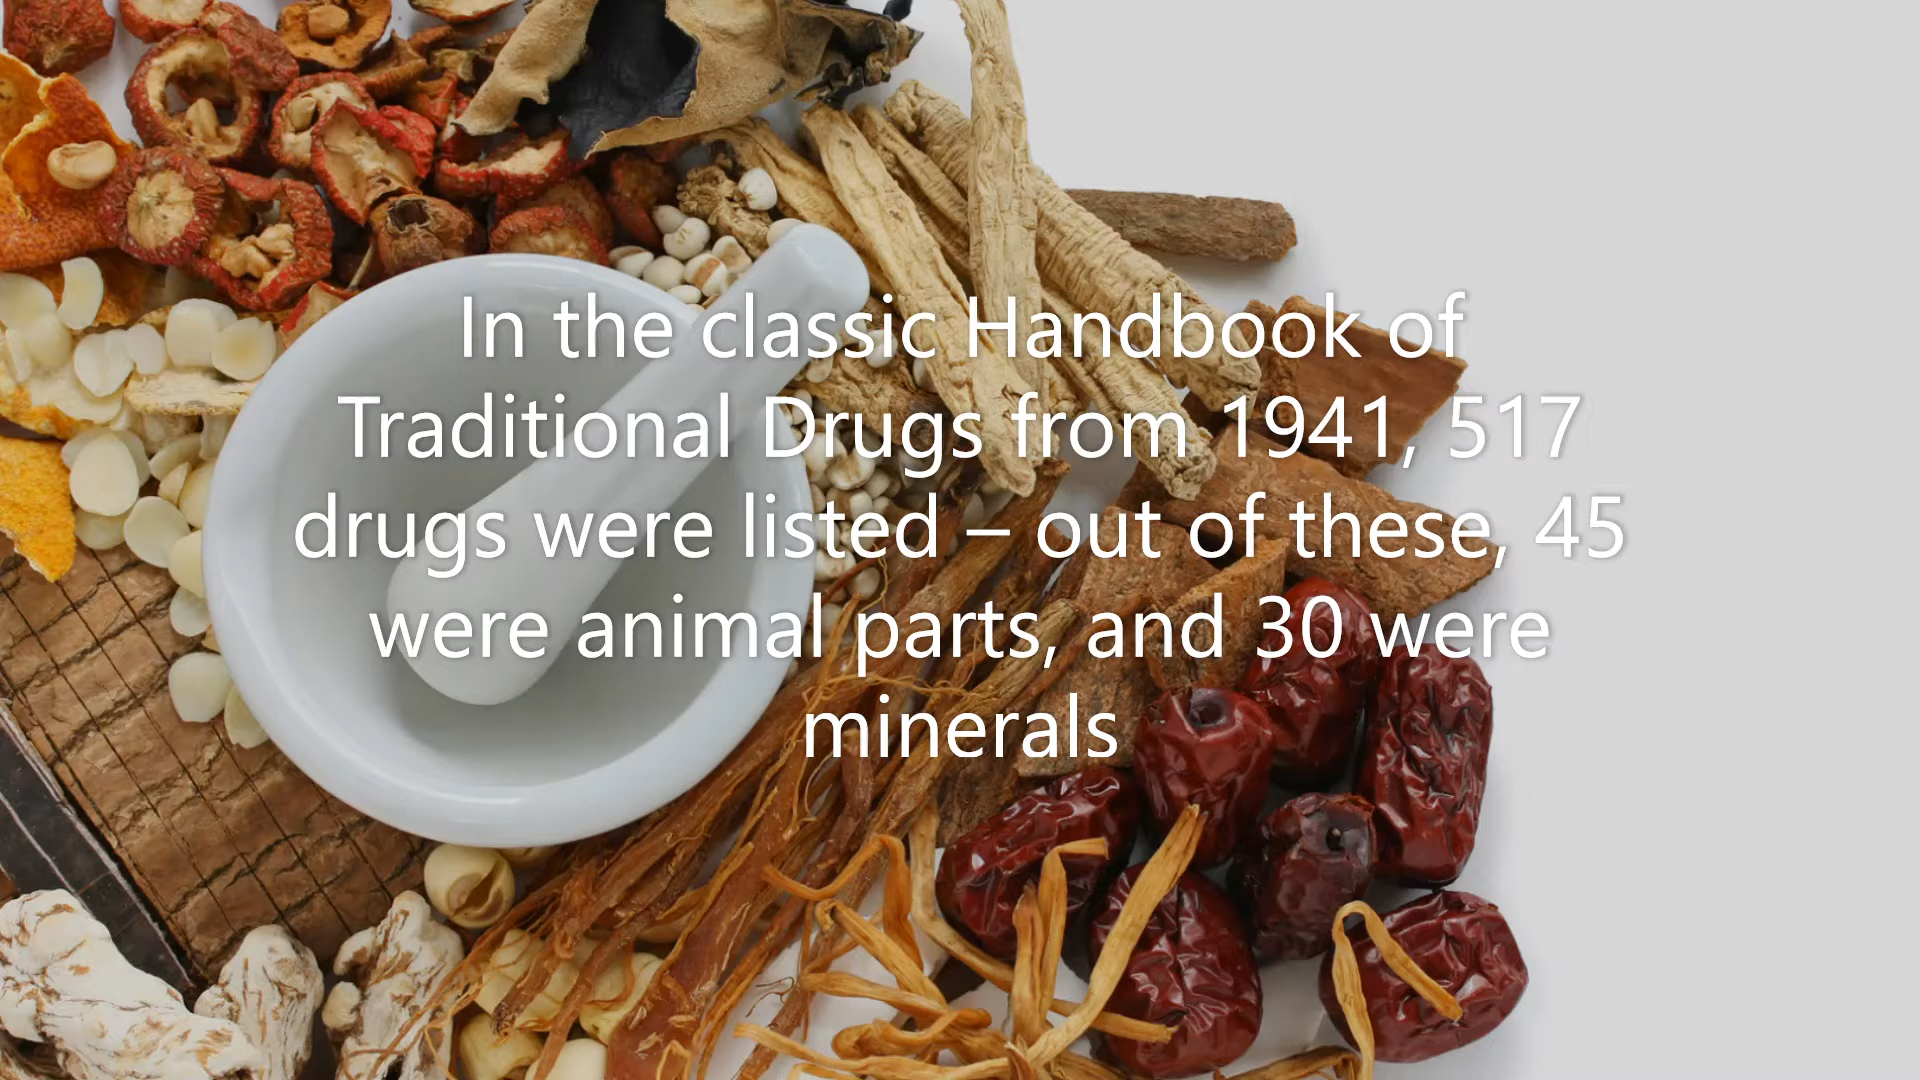 In the classic Handbook of
Traditional Drugs from 1941, 517
drugs were listed – out of these, 45
were animal parts, and 30 were
minerals